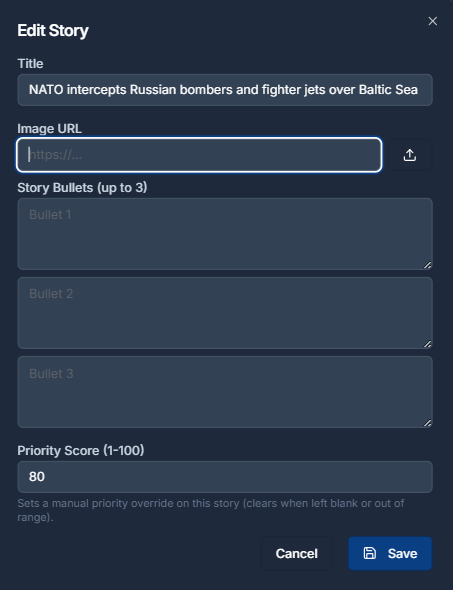 Edit Story
Title
NATO intercepts Russian bombers and fighter jets over Baltic Sea
Image URL
https://...
Story Bullets (up to 3)
Bullet 1
Bullet 2
Bullet 3
Priority Score (1-100)
80
Sets a manual priority override on this story (clears when left blank or out of
range).
Cancel
Save